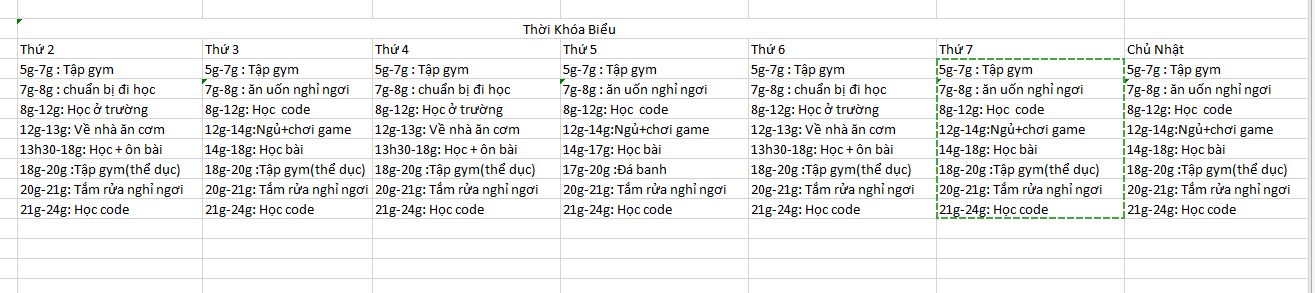 Thời Khóa Biểu
Thứ 2 Thứ 3 Thứ 4 Thứ 5 Thứ 6 Thứ 7 Chủ Nhật
5g-7g : Tập gym 5g-7g : Tập gym 5g-7g : Tập gym 5g-7g : Tập gym 5g-7g : Tập gym 5g-7g : Tập gym 5g-7g : Tập gym
7g-8g : chuẩn bị đi học 7g-8g : ăn uốn nghỉ ngơi 7g-8g : chuẩn bị đi học 7g-8g : ăn uốn nghỉ ngơi 7g-8g : chuẩn bị đi học 7g-8g : ăn uốn nghỉ ngơi 7g-8g : ăn uốn nghỉ ngơi
8g-12g: Học ở trường 8g-12g: Học  code 8g-12g: Học ở trường 8g-12g: Học  code 8g-12g: Học ở trường 8g-12g: Học  code 8g-12g: Học  code
12g-13g: Về nhà ăn cơm 12g-14g:Ngủ+chơi game 12g-13g: Về nhà ăn cơm 12g-14g:Ngủ+chơi game 12g-13g: Về nhà ăn cơm 12g-14g:Ngủ+chơi game 12g-14g:Ngủ+chơi game
13h30-18g: Học + ôn bài 14g-18g: Học bài 13h30-18g: Học + ôn bài 14g-17g: Học bài 13h30-18g: Học + ôn bài 14g-18g: Học bài 14g-18g: Học bài
18g-20g :Tập gym(thể dục) 18g-20g :Tập gym(thể dục) 18g-20g :Tập gym(thể dục) 17g-20g :Đá banh 18g-20g :Tập gym(thể dục) 18g-20g :Tập gym(thể dục) 18g-20g :Tập gym(thể dục)
20g-21g: Tắm rửa nghỉ ngơi 20g-21g: Tắm rửa nghỉ ngơi 20g-21g: Tắm rửa nghỉ ngơi 20g-21g: Tắm rửa nghỉ ngơi 20g-21g: Tắm rửa nghỉ ngơi 20g-21g: Tắm rửa nghỉ ngơi 20g-21g: Tắm rửa nghỉ ngơi
21g-24g: Học code 21g-24g: Học code 21g-24g: Học code 21g-24g: Học code 21g-24g: Học code 21g-24g: Học code 21g-24g: Học code